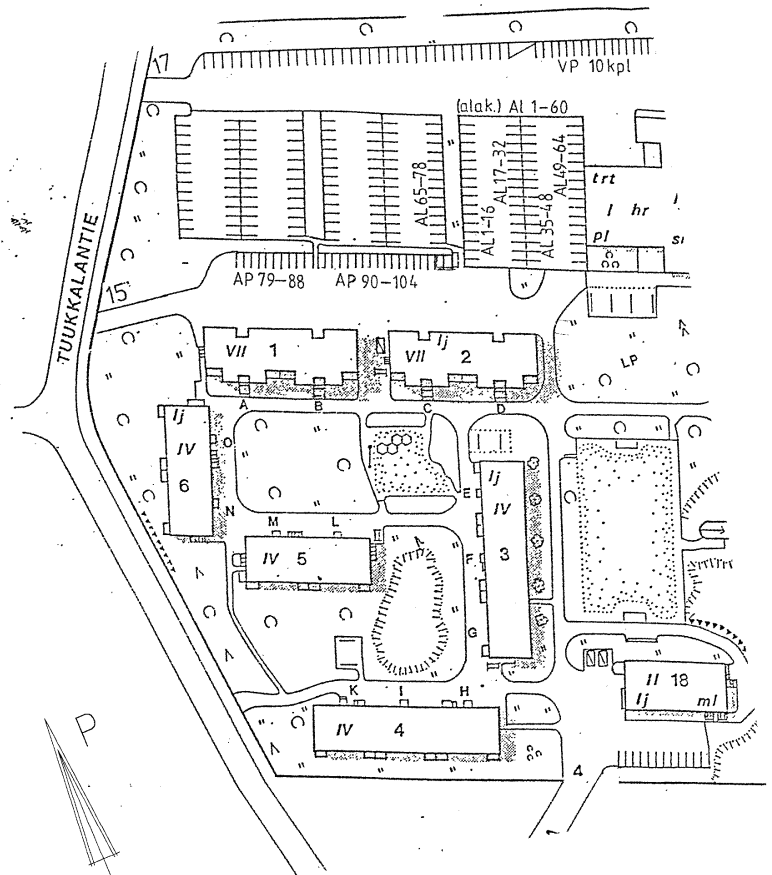 17
VP 10 kpl
(alak.) Al 1-60
AL 65-78
AL 1-16
AL 17-32
AL 35-48
AL 49-64
trt
l hr
pl
AP 79-88
AP 90-104
15
TUUKKALANTIE
VII 1
VII 2
lj
LP
A
B
C
D
lj
IV
6
O
N
M
L
IV 5
E
lj
IV
3
F
G
K
I
H
IV 4
II 18
lj ml
4
P